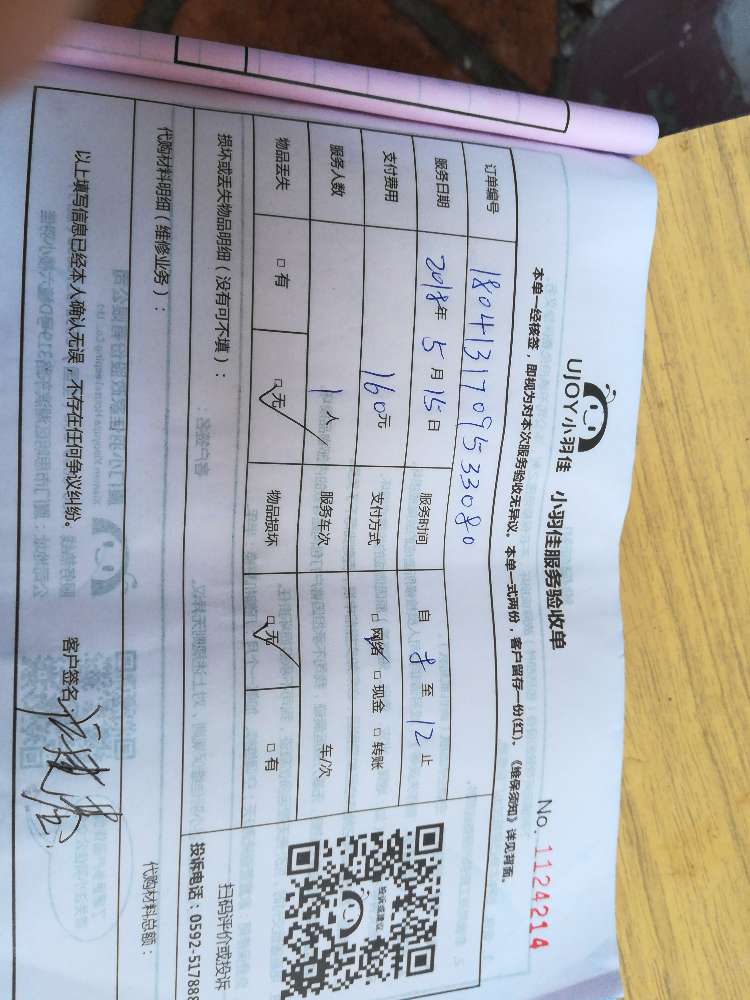 UJOY小羽佳 小羽佳服务验收单 No. 1124214
本单一经核签，即视为对本次服务验收无异议。本单一式两份，客户留存一份(红)。《维保须知》详见背面。
订单编号 1804131709533080
服务日期 2018年5月15日 服务时间 自 8 至 12 止
支付费用 160元 支付方式 □网络 □现金 □转账
服务人数 1人 服务车次 车/次
物品丢失 □有 □无 物品损坏 □无 □有
投诉或建议
扫码评价或投诉
损坏或丢失物品明细（没有可不填）：
投诉电话：0592-517888
代购材料明细（维修业务）： 代购材料总额：
以上填写信息已经本人确认无误，不存在任何争议纠纷。 客户签名：